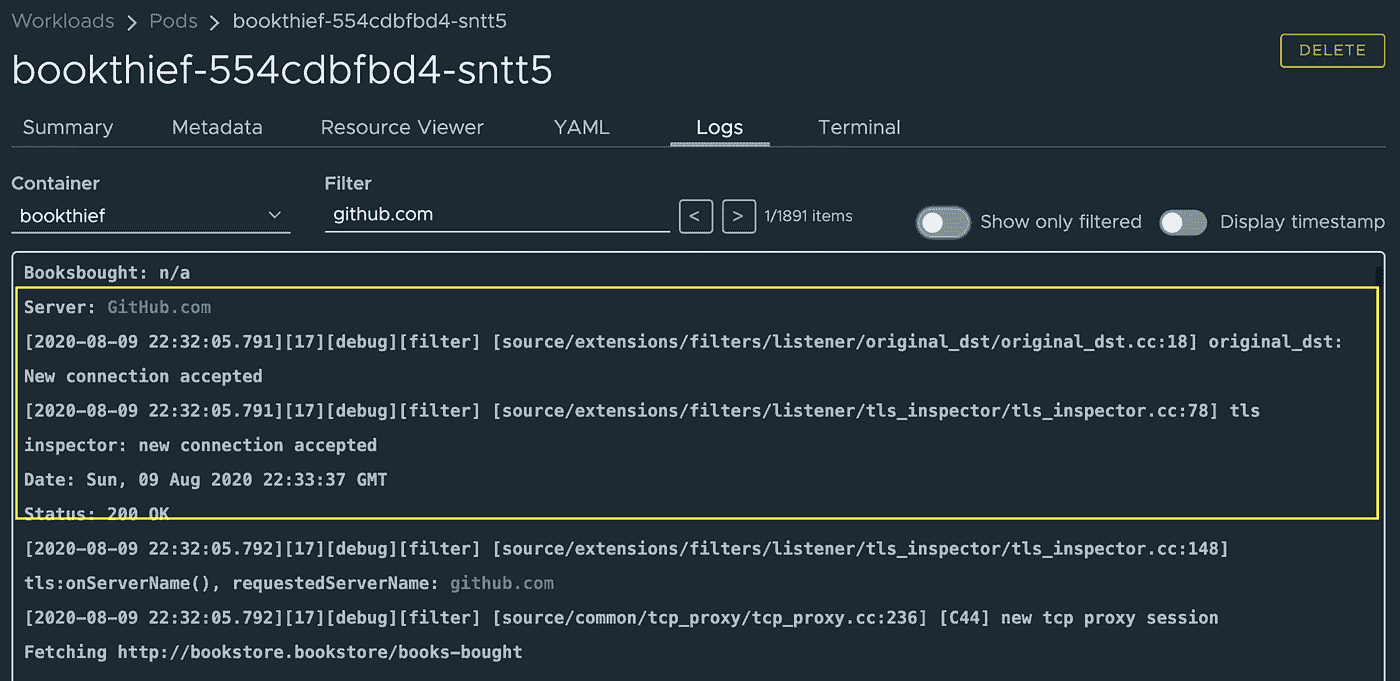 Workloads > Pods > bookthief-554cdbfbd4-sntt5
bookthief-554cdbfbd4-sntt5
DELETE
Summary Metadata Resource Viewer YAML Logs Terminal
Container Filter
bookthief github.com < > 1/1891 items Show only filtered Display timestamp
Booksbought: n/a
Server: GitHub.com
[2020-08-09 22:32:05.791][17][debug][filter] [source/extensions/filters/listener/original_dst/original_dst.cc:18] original_dst:
New connection accepted
[2020-08-09 22:32:05.791][17][debug][filter] [source/extensions/filters/listener/tls_inspector/tls_inspector.cc:78] tls
inspector: new connection accepted
Date: Sun, 09 Aug 2020 22:33:37 GMT
Status: 200 OK
[2020-08-09 22:32:05.792][17][debug][filter] [source/extensions/filters/listener/tls_inspector/tls_inspector.cc:148]
tls:onServerName(), requestedServerName: github.com
[2020-08-09 22:32:05.792][17][debug][filter] [source/common/tcp_proxy/tcp_proxy.cc:236] [C44] new tcp proxy session
Fetching http://bookstore.bookstore/books-bought